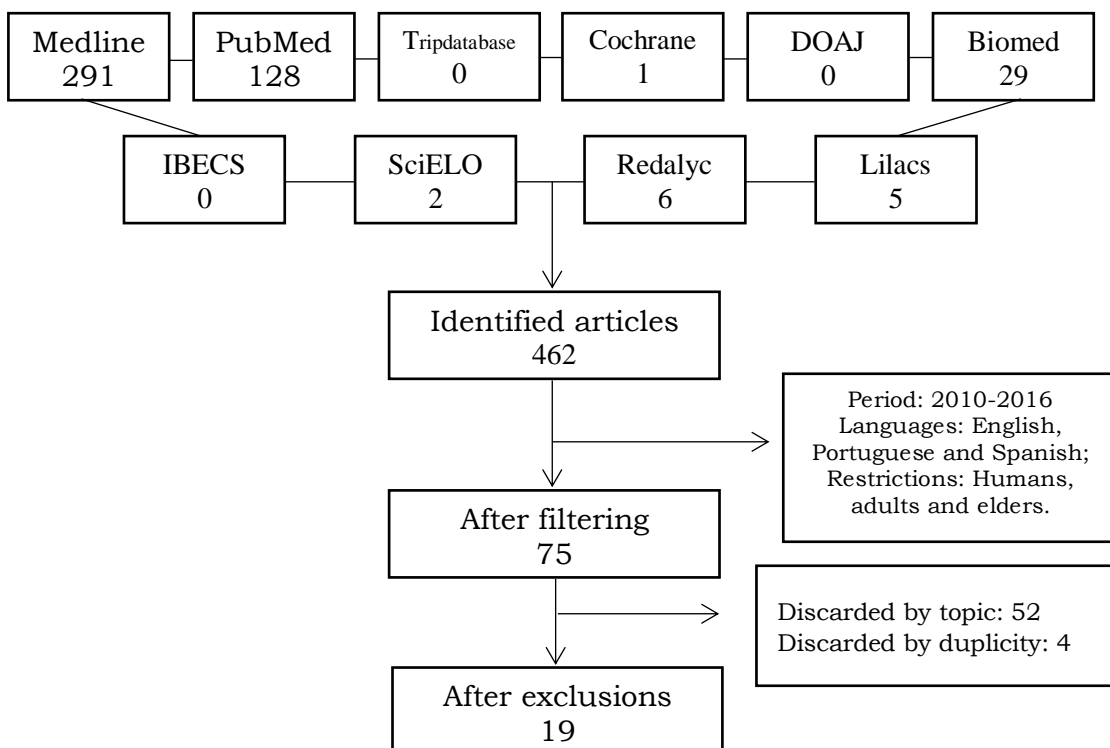 Medline
291
PubMed
128
Tripdatabase
0
Cochrane
1
DOAJ
0
Biomed
29
IBECS
0
SciELO
2
Redalyc
6
Lilacs
5
Identified articles
462
Period: 2010-2016
Languages: English,
Portuguese and Spanish;
Restrictions: Humans,
adults and elders.
After filtering
75
Discarded by topic: 52
Discarded by duplicity: 4
After exclusions
19